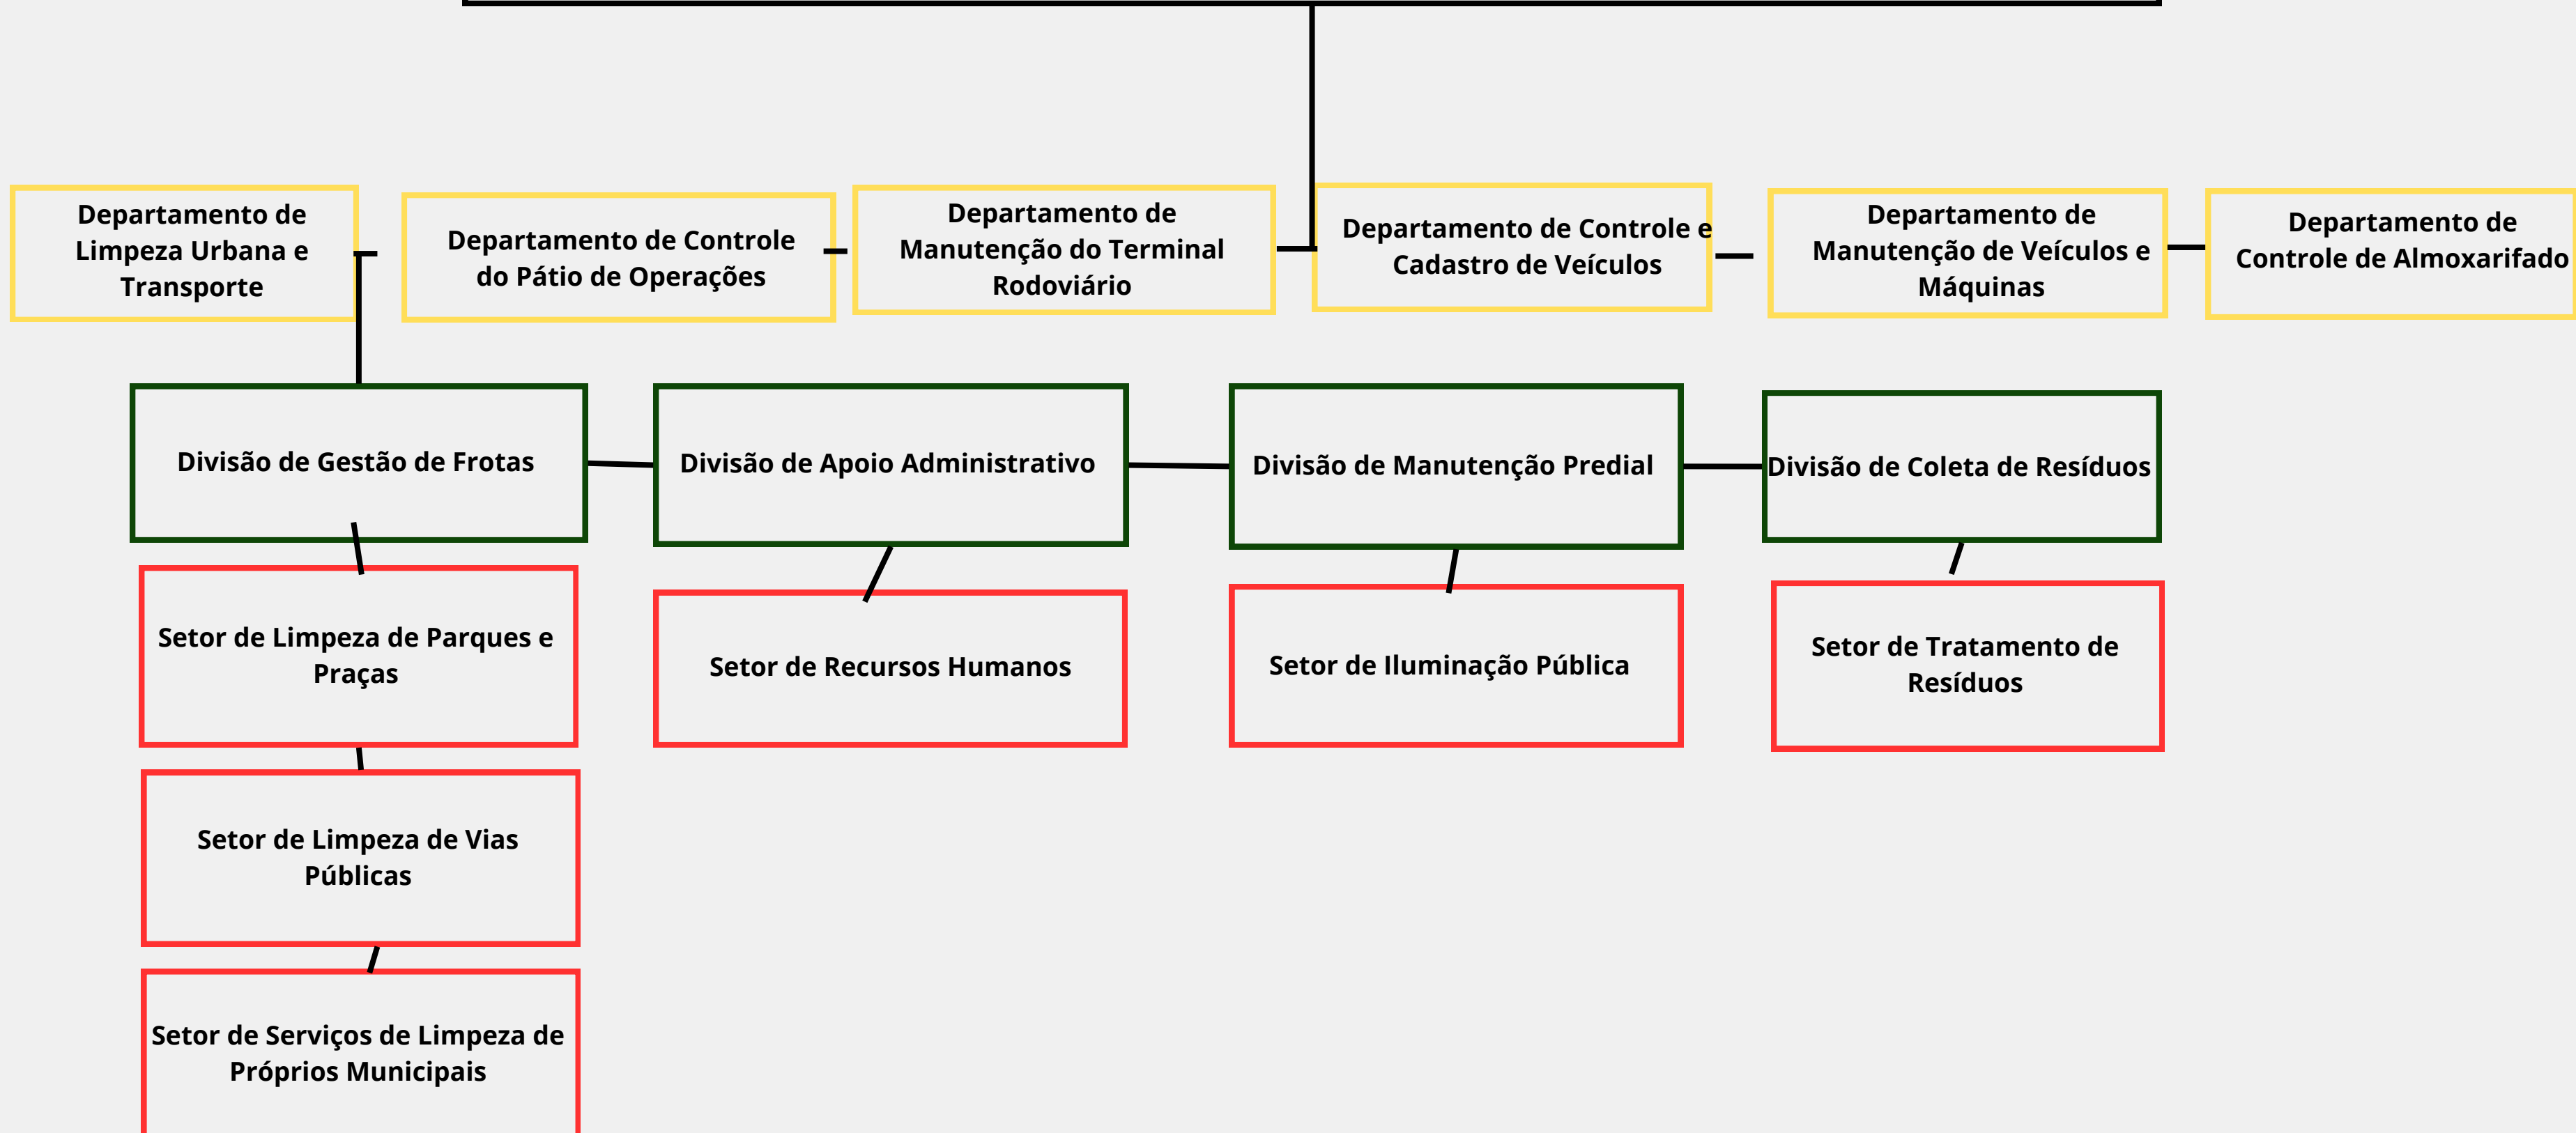 Departamento de
Limpeza Urbana e
Transporte
Departamento de Controle
do Pátio de Operações
Departamento de
Manutenção do Terminal
Rodoviário
Departamento de Controle e
Cadastro de Veículos
Departamento de
Manutenção de Veículos e
Máquinas
Departamento de
Controle de Almoxarifado
Divisão de Gestão de Frotas
Divisão de Apoio Administrativo
Divisão de Manutenção Predial
Divisão de Coleta de Resíduos
Setor de Limpeza de Parques e
Praças
Setor de Recursos Humanos
Setor de Iluminação Pública
Setor de Tratamento de
Resíduos
Setor de Limpeza de Vias
Públicas
Setor de Serviços de Limpeza de
Próprios Municipais